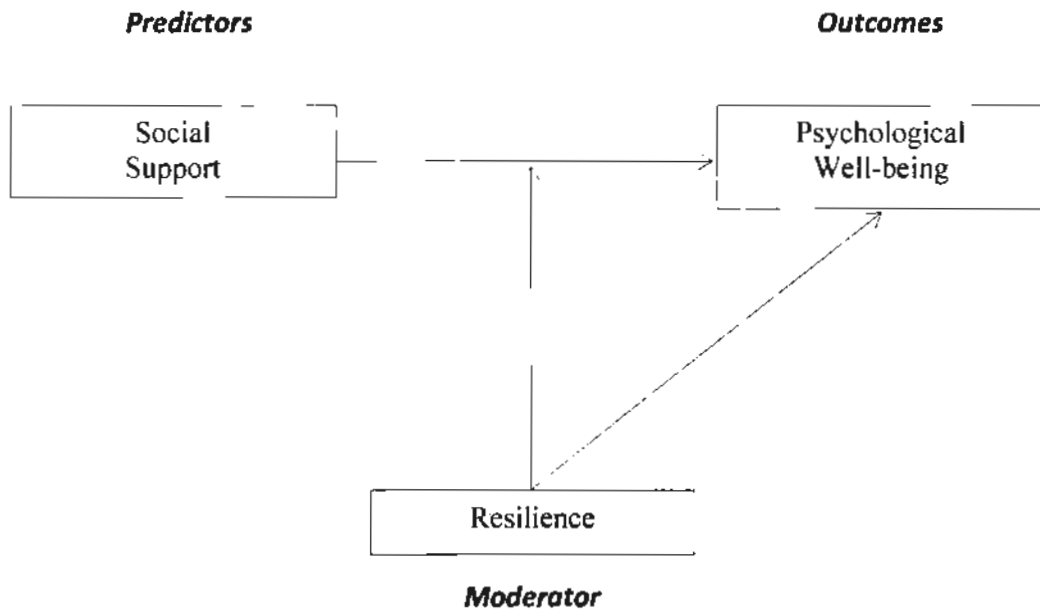 Predictors
Outcomes
Social
Support
Psychological
Well-being
Resilience
Moderator